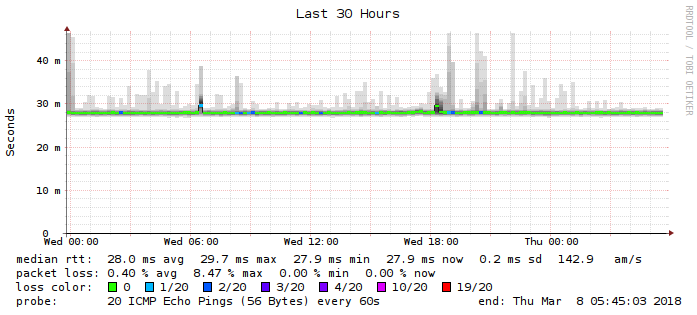 Last 30 Hours
RRDTOOL / TOBI OETIKER
Seconds
40 m
30 m
20 m
10 m
0
Wed 00:00 Wed 06:00 Wed 12:00 Wed 18:00 Thu 00:00
median rtt: 28.0 ms avg 29.7 ms max 27.9 ms min 27.9 ms now 0.2 ms sd 142.9 am/s
packet loss: 0.40 % avg 8.47 % max 0.00 % min 0.00 % now
loss color: 0 1/20 2/20 3/20 4/20 10/20 19/20
probe: 20 ICMP Echo Pings (56 Bytes) every 60s end: Thu Mar 8 05:45:03 2018